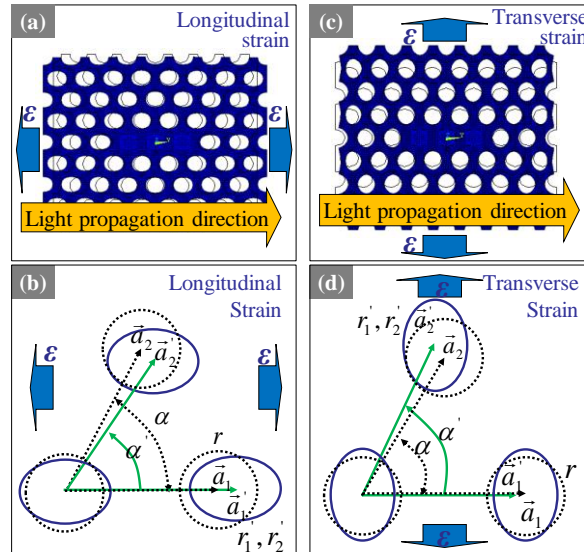 (a)
Longitudinal
strain
ε
ε
Light propagation direction
(c)
Transverse
strain
ε
Light propagation direction
ε
(b)
Longitudinal
Strain
ε
ε
a⃗₂
a⃗₂'
α
α'
r
a⃗₁
a⃗₁'
r₁', r₂'
(d)
Transverse
Strain
ε
r₁', r₂'
a⃗₂'
a⃗₂
α'
α
r
a⃗₁'
a⃗₁
ε